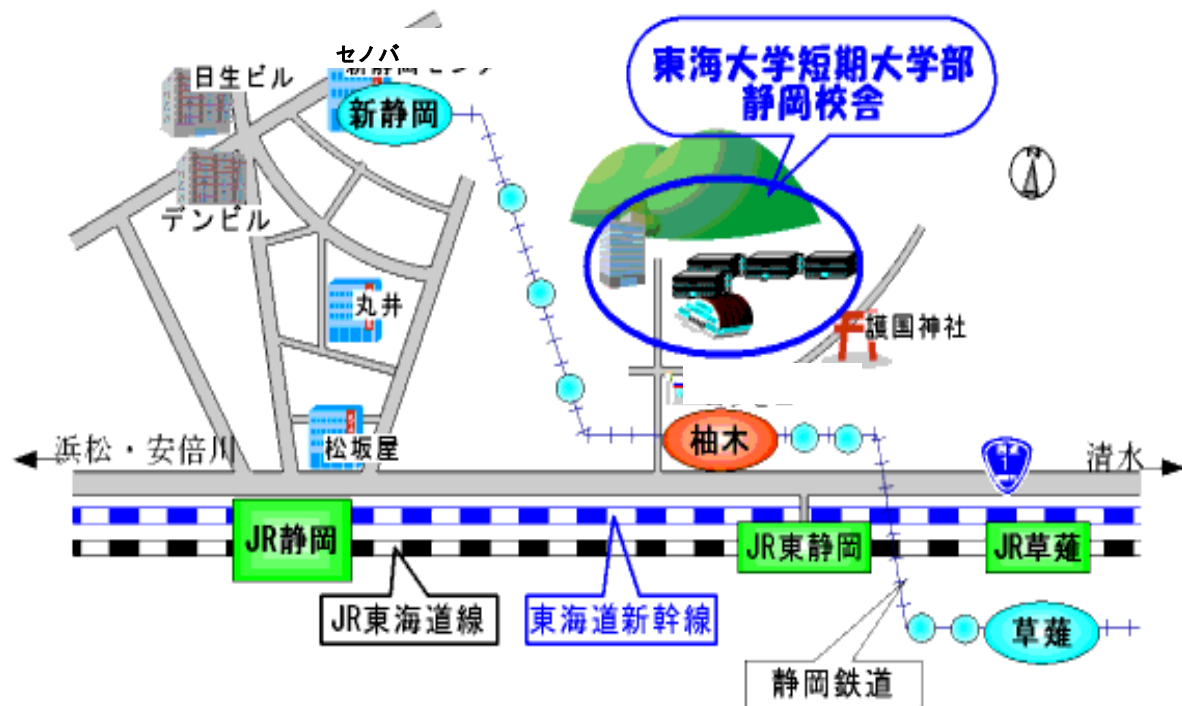 セノバ
日生ビル
新静岡
東海大学短期大学部
静岡校舎
デンビル
丸井
護国神社
松坂屋
柚木
浜松・安倍川
清水
1
JR静岡
JR東静岡
JR草薙
JR東海道線
東海道新幹線
草薙
静岡鉄道